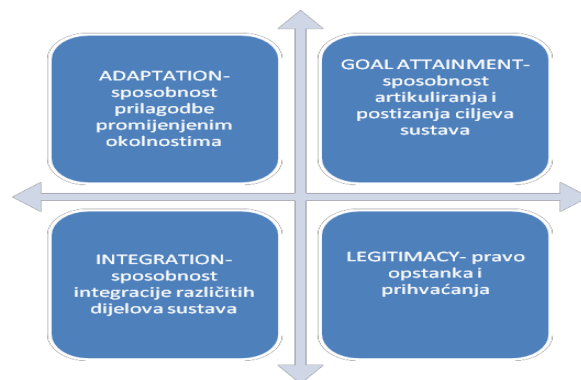 ADAPTATION-
sposobnost
prilagodbe
promijenjenim
okolnostima
GOAL ATTAINMENT-
sposobnost
artikuliranja i
postizanja ciljeva
sustava
INTEGRATION-
sposobnost
integracije različitih
dijelova sustava
LEGITIMACY- pravo
opstanka i
prihvaćanja